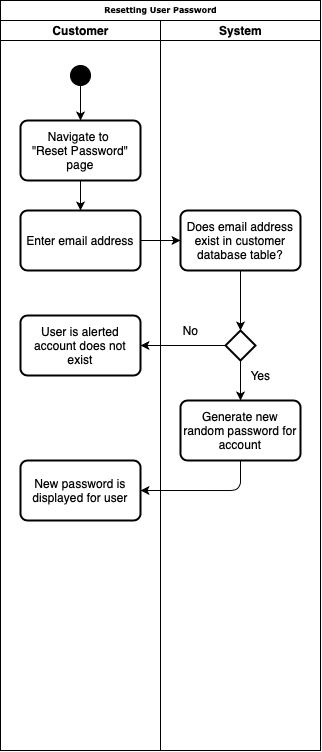 Resetting User Password
Customer
System
Navigate to
"Reset Password"
page
Enter email address
Does email address
exist in customer
database table?
No
User is alerted
account does not
exist
Yes
Generate new
random password for
account
New password is
displayed for user